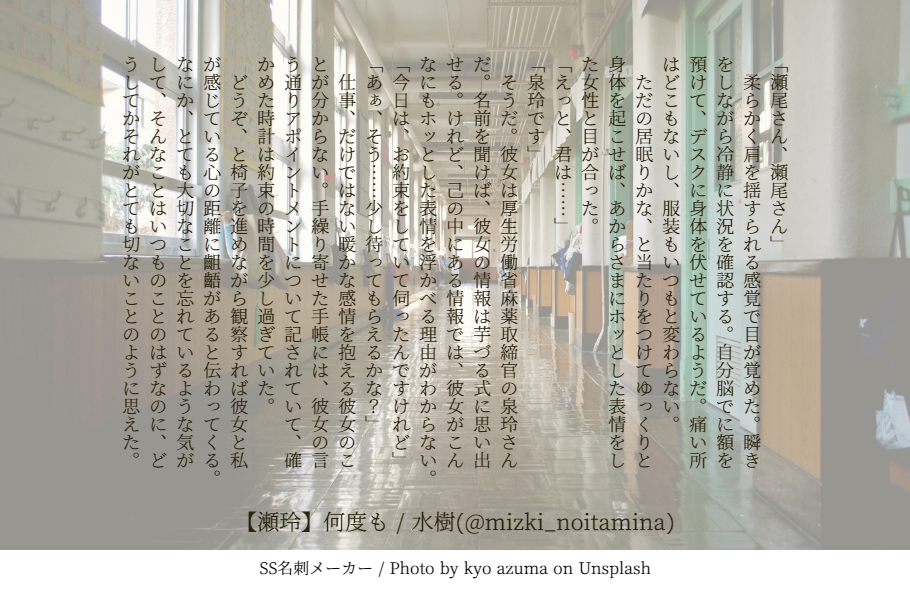 「瀬尾さん、瀬尾さん」
　柔らかく肩を揺すられる感覚で目が覚めた。瞬き
をしながら冷静に状況を確認する。自分脳でに額を
預けて、デスクに身体を伏せているようだ。痛い所
はどこもないし、服装もいつもと変わらない。
　ただの居眠りかな、と当たりをつけてゆっくりと
身体を起こせば、あからさまにホッとした表情をし
た女性と目が合った。
「えっと、君は……」
「泉玲です」
　そうだ。彼女は厚生労働省麻薬取締官の泉玲さん
だ。名前を聞けば、彼女の情報は芋づる式に思い出
せる。けれど、己の中にある情報では、彼女がこん
なにもホッとした表情を浮かべる理由がわからない。
「今日は、お約束をしていて伺ったんですけれど」
「あぁ、そう……少し待ってもらえるかな？」
　仕事、だけではない暖かな感情を抱える彼女のこ
とが分からない。手繰り寄せた手帳には、彼女の言
う通りアポイントメントについて記されていて、確
かめた時計は約束の時間を少し過ぎていた。
　どうぞ、と椅子を進めながら観察すれば彼女と私
が感じている心の距離に齟齬があると伝わってくる。
なにか、とても大切なことを忘れているような気が
して、そんなことはいつものことのはずなのに、ど
うしてかそれがとても切ないことのように思えた。
【瀬玲】何度も / 水樹(@mizki_noitamina)
SS名刺メーカー / Photo by kyo azuma on Unsplash